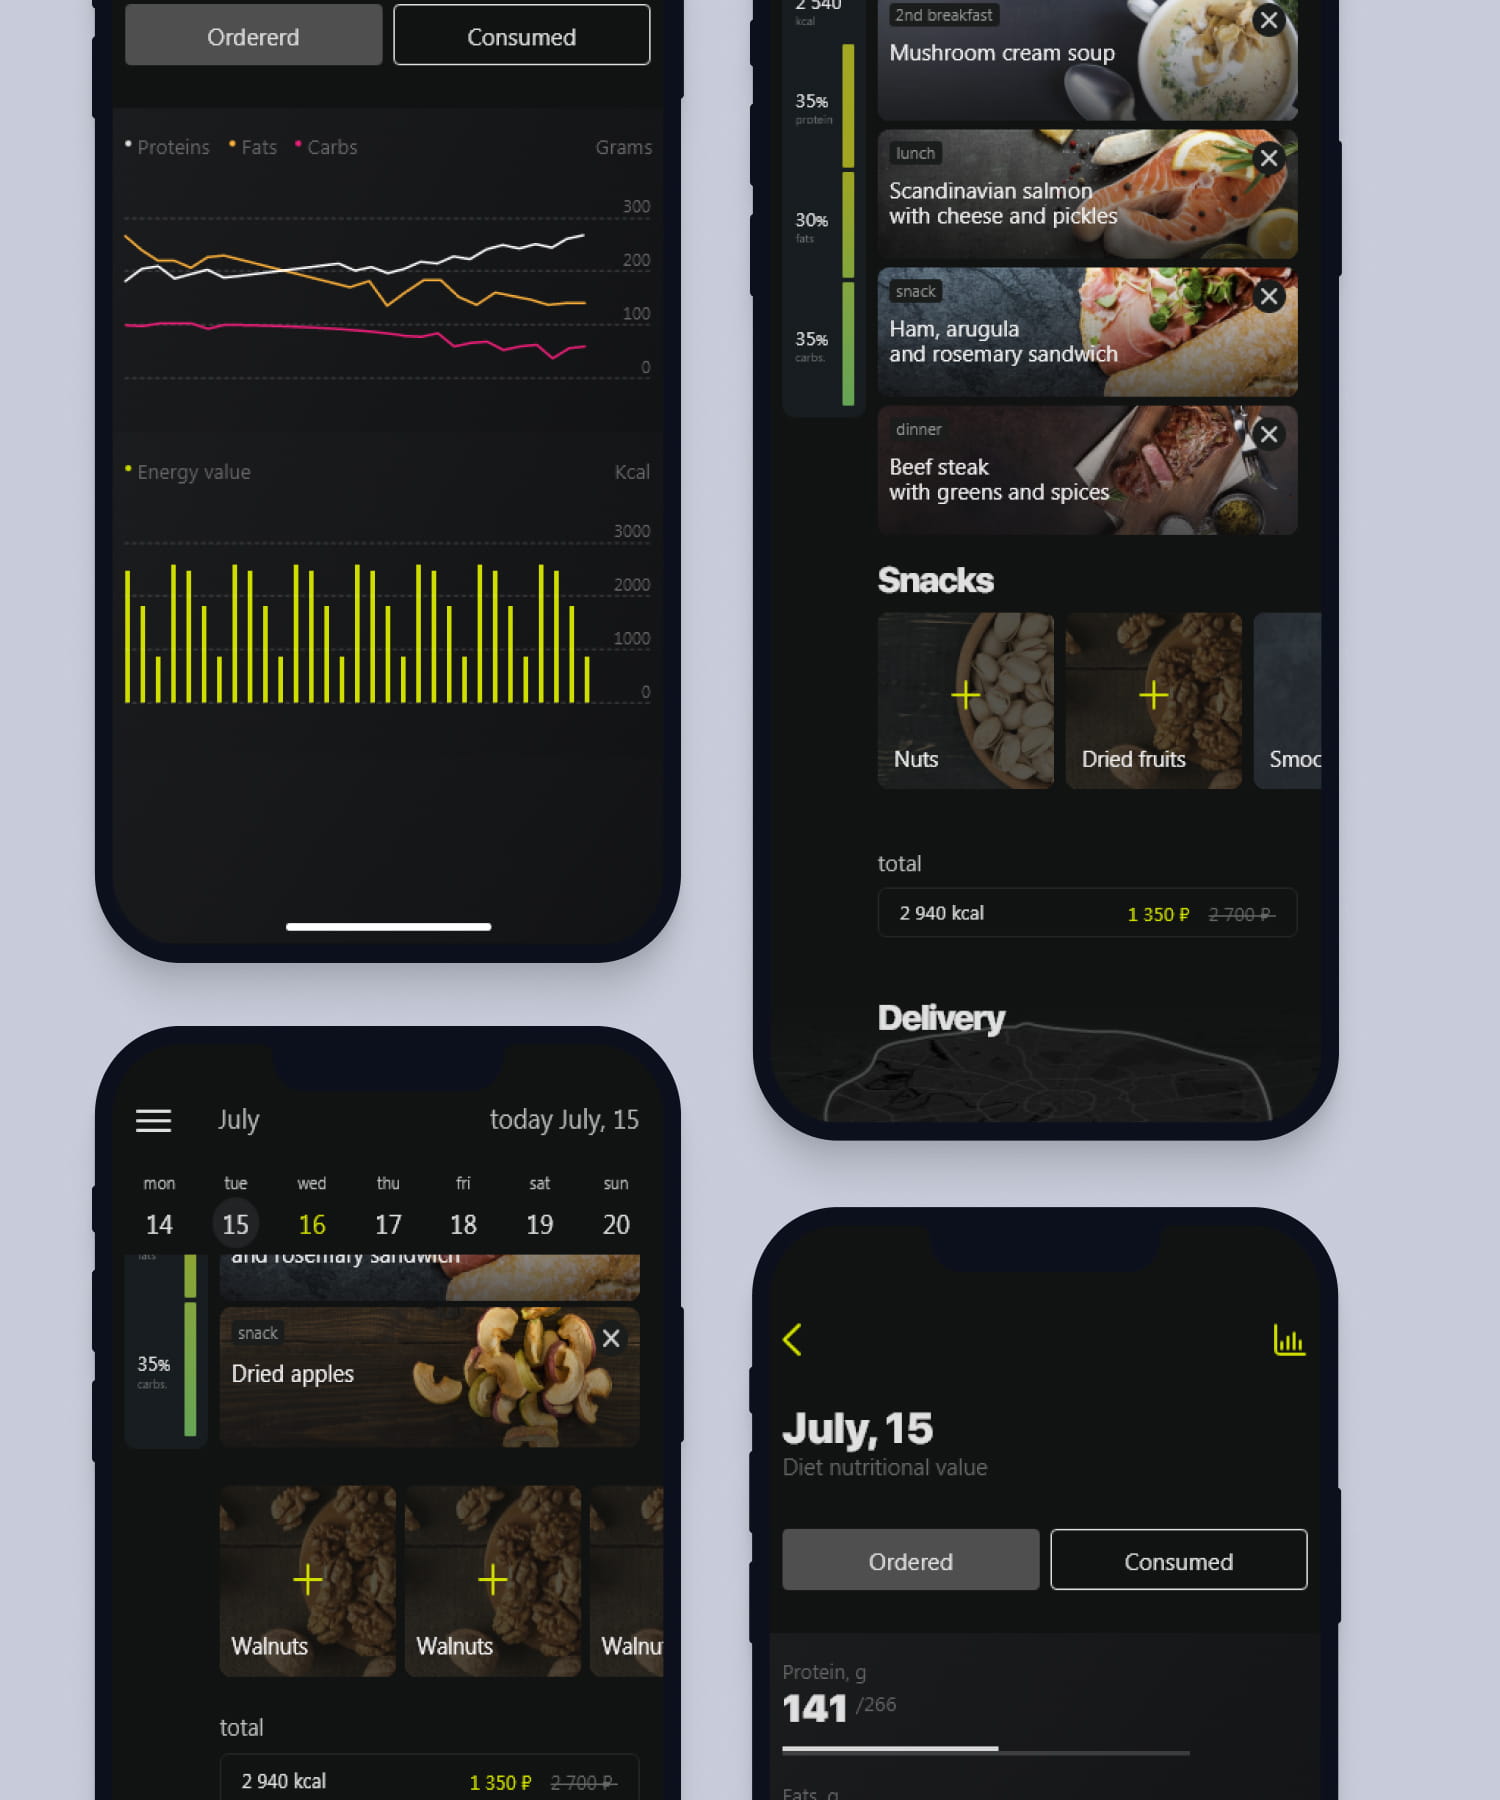 Ordererd
Consumed
Proteins
Fats
Carbs
Grams
300
200
100
0
Energy value
Kcal
3000
2000
1000
0
2 540
kcal
35%
protein
30%
fats
35%
carbs.
2nd breakfast
Mushroom cream soup
lunch
Scandinavian salmon
with cheese and pickles
snack
Ham, arugula
and rosemary sandwich
dinner
Beef steak
with greens and spices
Snacks
Nuts
Dried fruits
Smoo
total
2 940 kcal
1 350 ₽
2 700 ₽
Delivery
July
today July, 15
mon
tue
wed
thu
fri
sat
sun
14
15
16
17
18
19
20
fats
and rosemary sandwich
35%
carbs.
snack
Dried apples
Walnuts
Walnuts
Walnu
total
2 940 kcal
1 350 ₽
2 700 ₽
July, 15
Diet nutritional value
Ordered
Consumed
Protein, g
141 /266
Fats, g